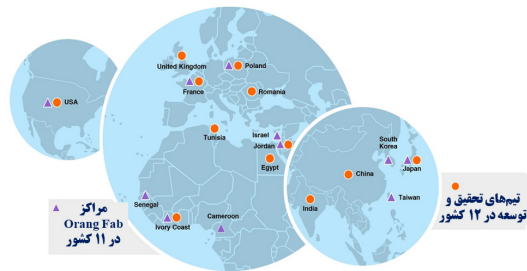 United Kingdom
Poland
France
Romania
USA
Tunisia
Israel
Jordan
Egypt
South
Korea
Japan
China
Taiwan
India
Senegal
Ivory Coast
Cameroon
مراکز
Orang Fab
در ۱۱ کشور
تیم‌های تحقیق و
توسعه در ۱۲ کشور